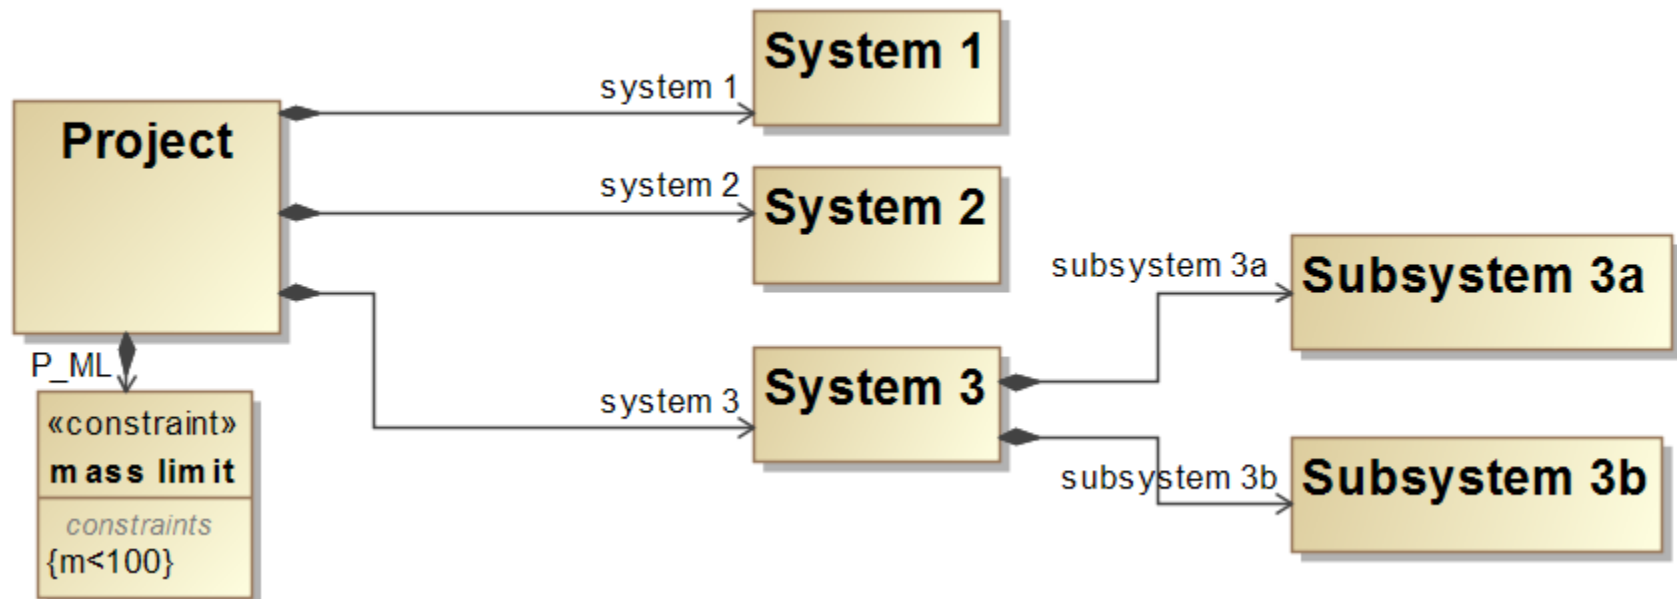 System 1
system 1
Project
system 2
System 2
subsystem 3a
Subsystem 3a
P_ML
System 3
system 3
«constraint»
mass limit
subsystem 3b
Subsystem 3b
constraints
{m<100}